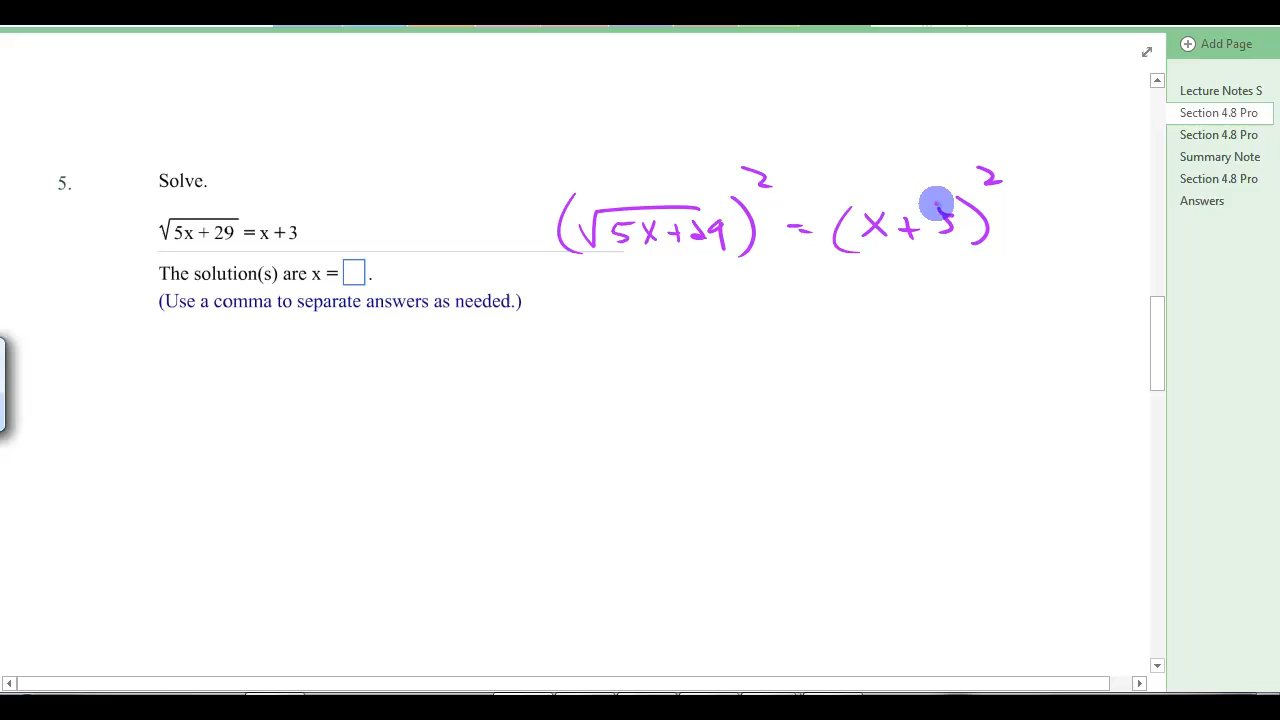 Add Page
Lecture Notes S
Section 4.8 Pro
Section 4.8 Pro
Summary Note
Section 4.8 Pro
Answers
5. Solve.
√5x + 29 = x + 3
The solution(s) are x = .
(Use a comma to separate answers as needed.)
(√5x+29)² = (x+3)²